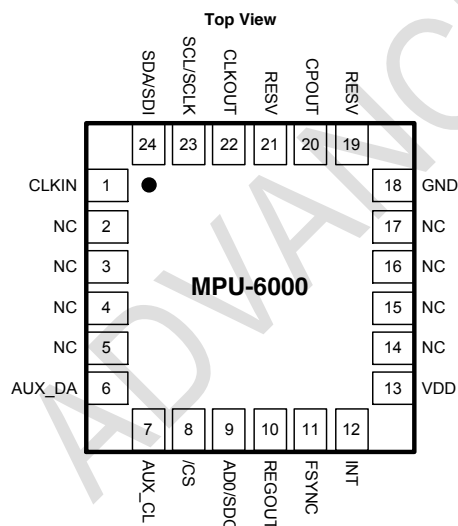 Top View
SDA/SDI
SCL/SCLK
CLKOUT
RESV
CPOUT
RESV
24 23 22 21 20 19
CLKIN 1 18 GND
NC 2 17 NC
NC 3 16 NC
MPU-6000
NC 4 15 NC
NC 5 14 NC
AUX_DA 6 13 VDD
7 8 9 10 11 12
AUX_CL
/CS
AD0/SDO
REGOUT
FSYNC
INT
ADVANC